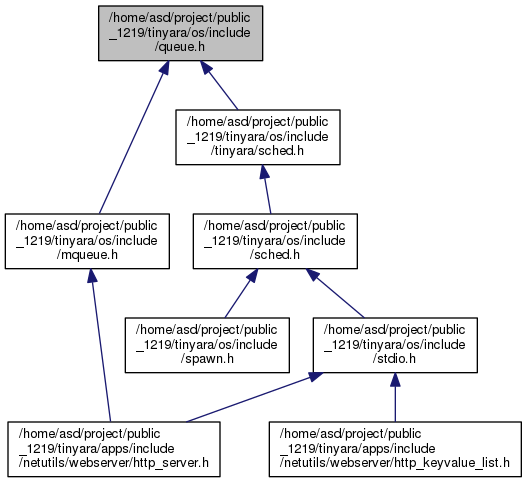 /home/asd/project/public
_1219/tinyara/os/include
/queue.h
/home/asd/project/public
_1219/tinyara/os/include
/tinyara/sched.h
/home/asd/project/public
_1219/tinyara/os/include
/mqueue.h
/home/asd/project/public
_1219/tinyara/os/include
/sched.h
/home/asd/project/public
_1219/tinyara/os/include
/spawn.h
/home/asd/project/public
_1219/tinyara/os/include
/stdio.h
/home/asd/project/public
_1219/tinyara/apps/include
/netutils/webserver/http_server.h
/home/asd/project/public
_1219/tinyara/apps/include
/netutils/webserver/http_keyvalue_list.h